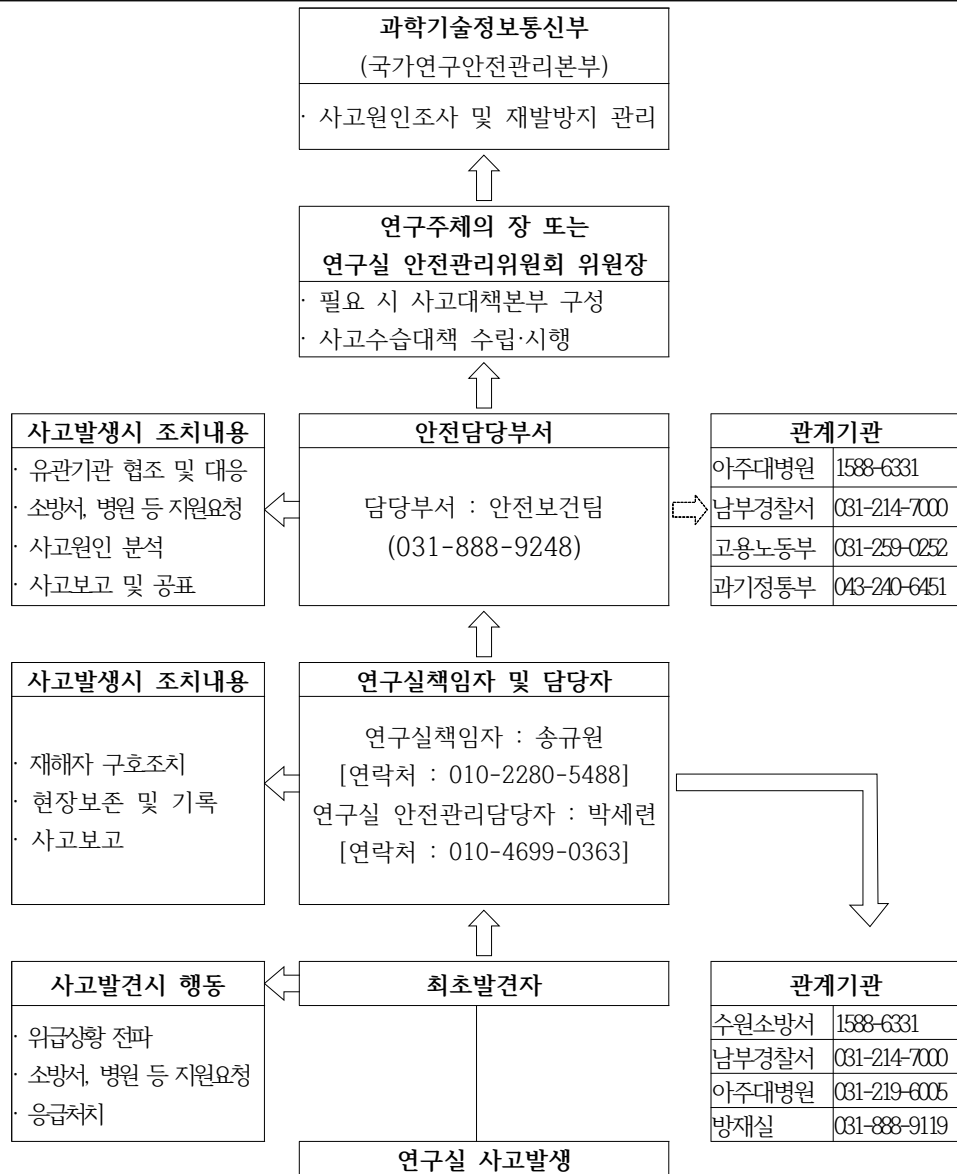 과학기술정보통신부
(국가연구안전관리본부)
· 사고원인조사 및 재발방지 관리
연구주체의 장 또는
연구실 안전관리위원회 위원장
· 필요 시 사고대책본부 구성
· 사고수습대책 수립·시행
사고발생시 조치내용
· 유관기관 협조 및 대응
· 소방서, 병원 등 지원요청
· 사고원인 분석
· 사고보고 및 공표
안전담당부서
담당부서 : 안전보건팀
(031-888-9248)
관계기관
아주대병원 1588-6331
남부경찰서 031-214-7000
고용노동부 031-259-0252
과기정통부 043-240-6451
사고발생시 조치내용
· 재해자 구호조치
· 현장보존 및 기록
· 사고보고
연구실책임자 및 담당자
연구실책임자 : 송규원
[연락처 : 010-2280-5488]
연구실 안전관리담당자 : 박세련
[연락처 : 010-4699-0363]
사고발견시 행동
· 위급상황 전파
· 소방서, 병원 등 지원요청
· 응급처치
최초발견자
관계기관
수원소방서 1588-6331
남부경찰서 031-214-7000
아주대병원 031-219-6005
방재실 031-888-9119
연구실 사고발생